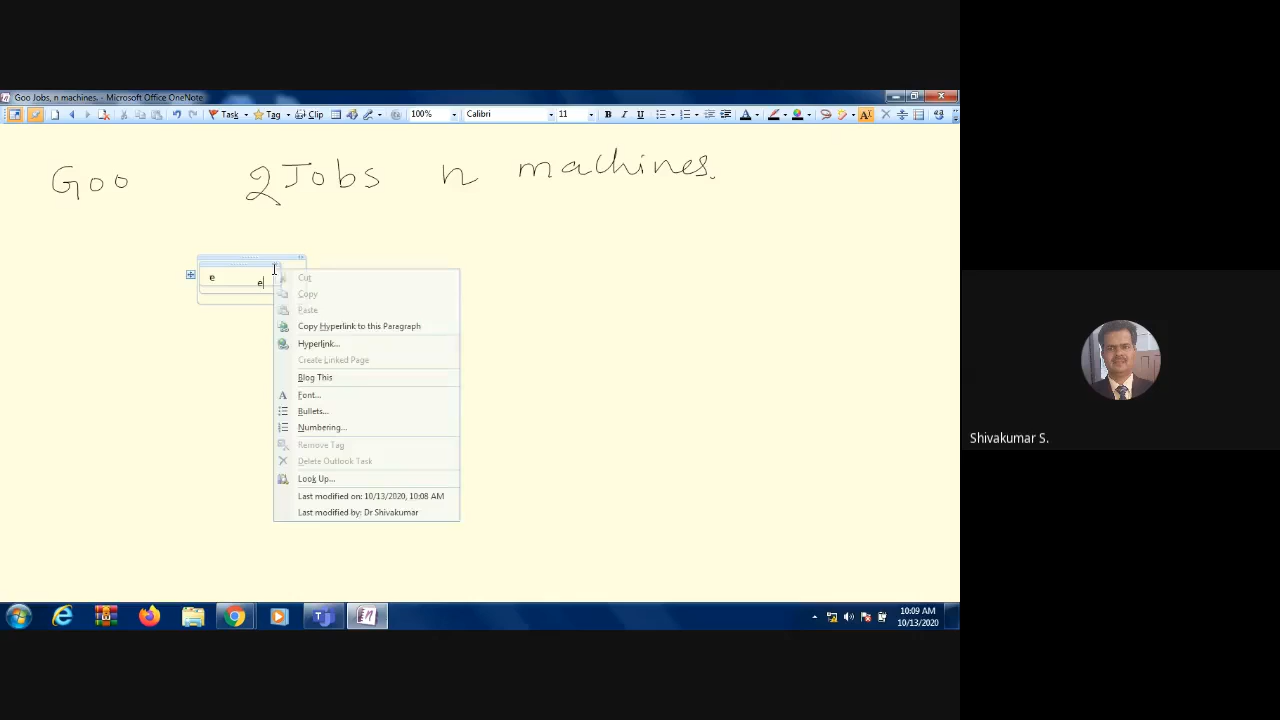 Goo Jobs, n machines. - Microsoft Office OneNote
Task Tag Clip 100% Calibri 11 B I U A
Goo 2 Jobs n machines.
e
e
Cut
Copy
Paste
Copy Hyperlink to this Paragraph
Hyperlink...
Create Linked Page
Blog This
Font...
Bullets...
Numbering...
Remove Tag
Delete Outlook Task
Look Up...
Last modified on: 10/13/2020, 10:08 AM
Last modified by: Dr Shivakumar
Shivakumar S.
10:09 AM
10/13/2020